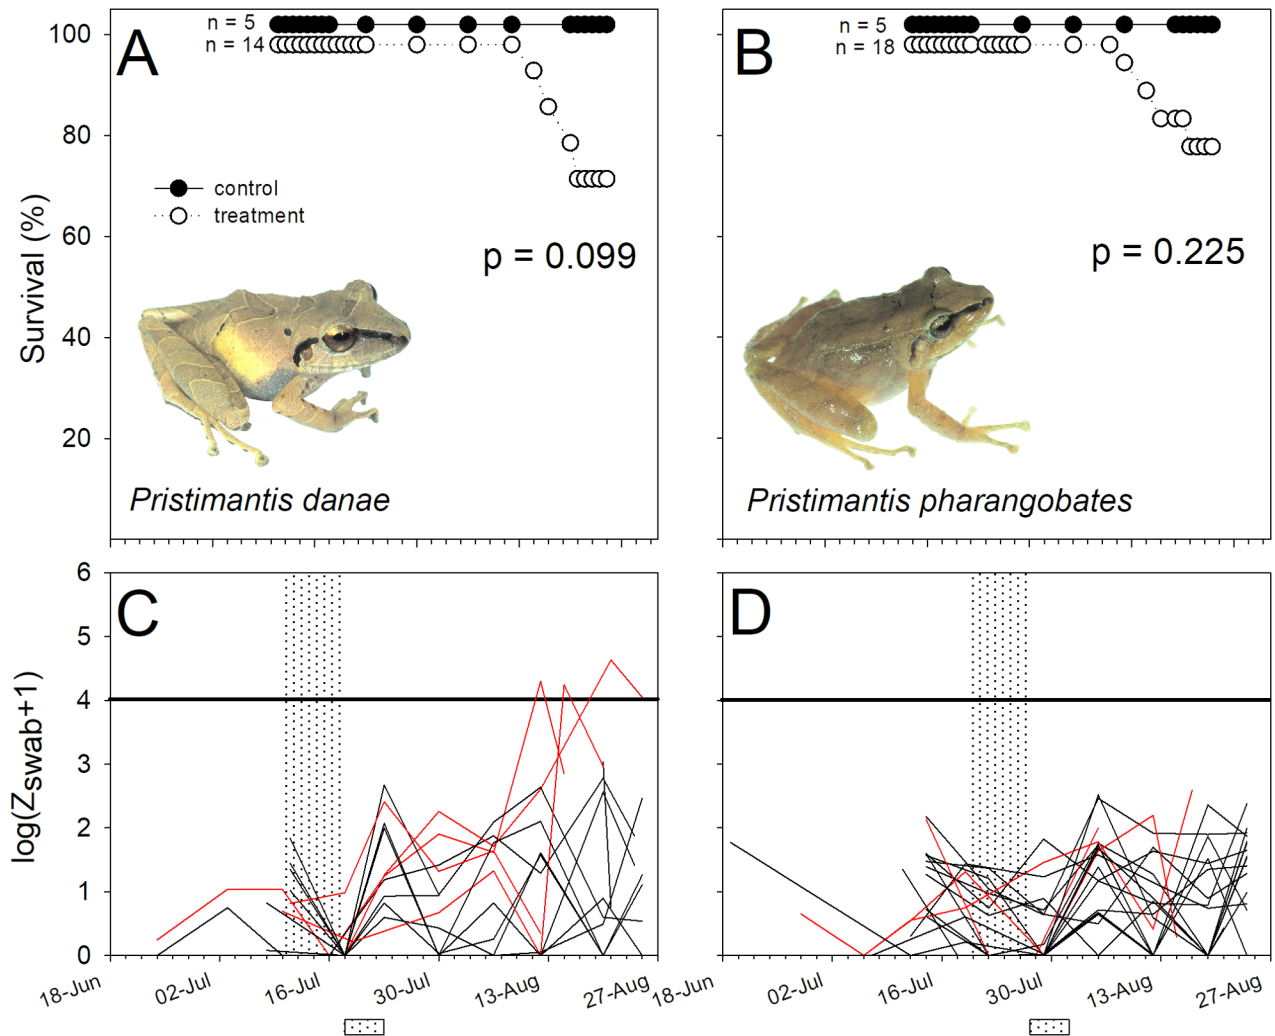 A
n = 5
n = 14
control
treatment
p = 0.099
Pristimantis danae
100
80
60
40
20
Survival (%)
B
n = 5
n = 18
p = 0.225
Pristimantis pharangobates
C
6
5
4
3
2
1
0
log(Zswab+1)
18-Jun
02-Jul
16-Jul
30-Jul
13-Aug
27-Aug
D
18-Jun
02-Jul
16-Jul
30-Jul
13-Aug
27-Aug